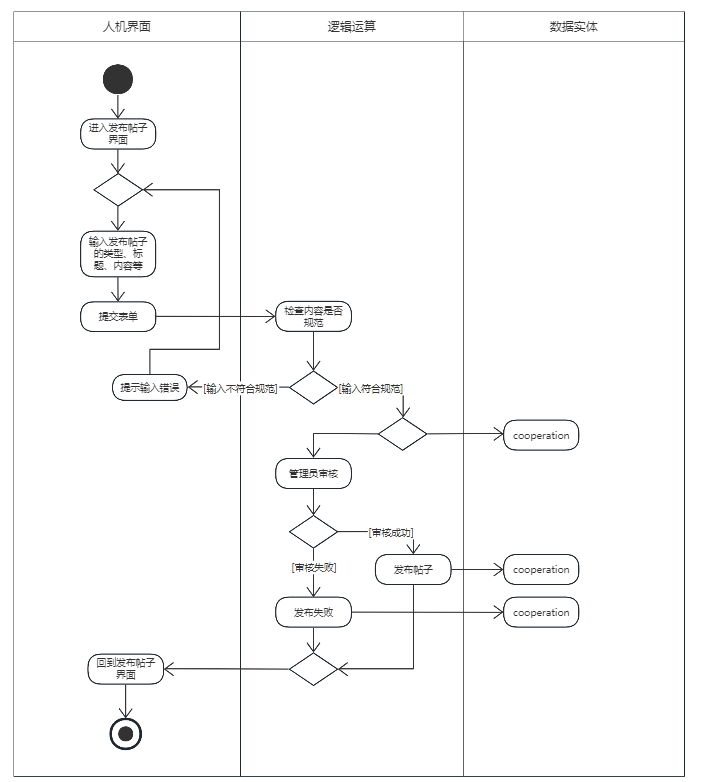 人机界面
逻辑运算
数据实体
进入发布帖子
界面
输入发布帖子
的类型、标
题、内容等
提交表单
检查内容是否
规范
提示输入错误
[输入不符合规范]
[输入符合规范]
cooperation
管理员审核
[审核成功]
[审核失败]
发布帖子
cooperation
发布失败
cooperation
回到发布帖子
界面